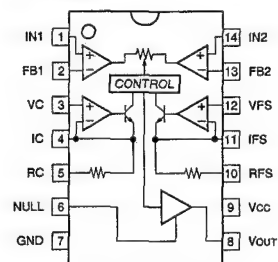 IN1 1 14 IN2
FB1 2 13 FB2
CONTROL
VC 3 12 VFS
IC 4 11 IFS
RC 5 10 RFS
NULL 6 9 VCC
GND 7 8 VOUT